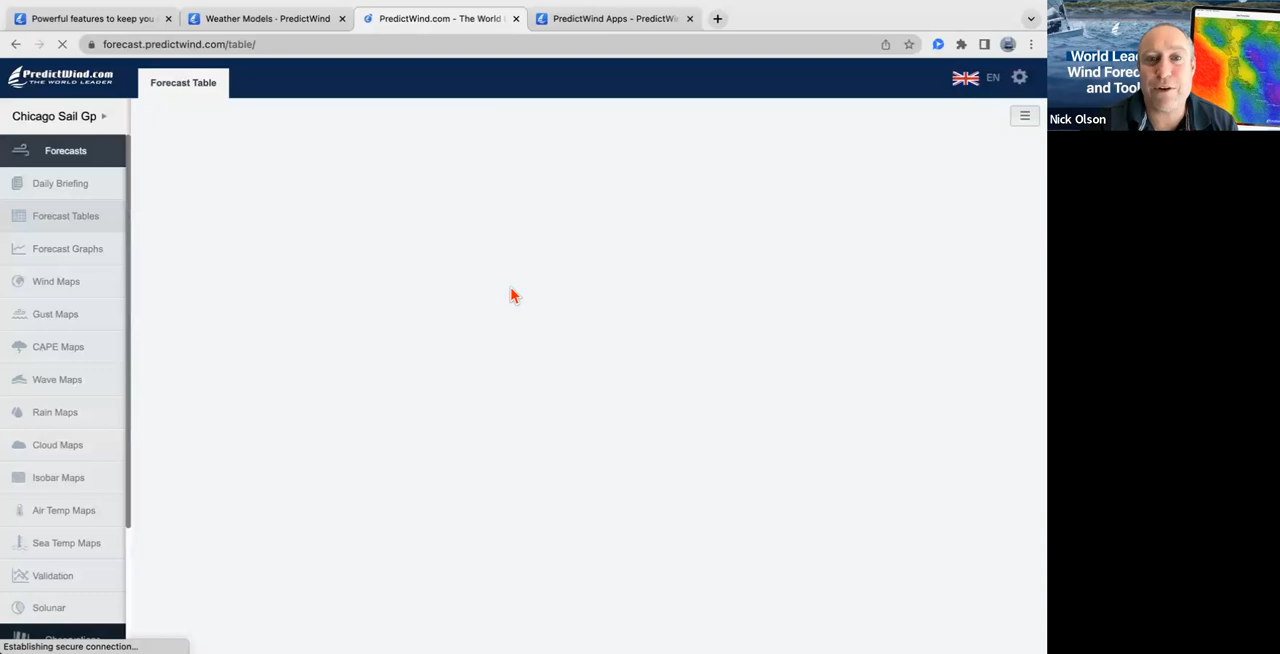 Powerful features to keep you
Weather Models - PredictWind
PredictWind.com - The World
PredictWind Apps - PredictWi
forecast.predictwind.com/table/
PredictWind.com
THE WORLD LEADER
Forecast Table
EN
Chicago Sail Gp
Forecasts
Daily Briefing
Forecast Tables
Forecast Graphs
Wind Maps
Gust Maps
CAPE Maps
Wave Maps
Rain Maps
Cloud Maps
Isobar Maps
Air Temp Maps
Sea Temp Maps
Validation
Solunar
Observations
Establishing secure connection...
World Lea
Wind Forec
and Tool
Nick Olson